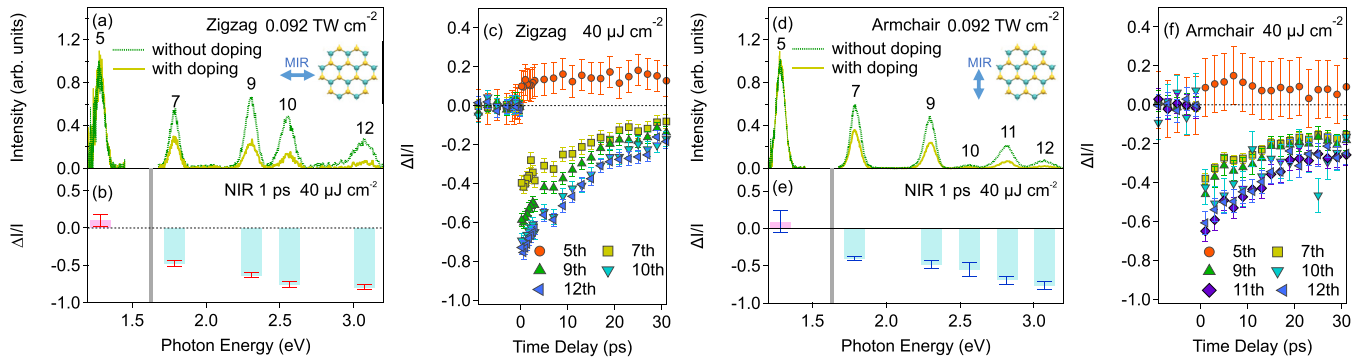 (a) Zigzag 0.092 TW cm-2
1.2
0.8
0.4
0.0
Intensity (arb. units)
5
without doping
with doping
MIR
7
9
10
12
(b) NIR 1 ps 40 µJ cm-2
0.5
0.0
-0.5
-1.0
ΔI/I
1.5
2.0
2.5
3.0
Photon Energy (eV)
(c) Zigzag 40 µJ cm-2
0.4
0.2
0.0
-0.2
-0.4
-0.6
-0.8
-1.0
ΔI/I
5th 7th
9th 10th
12th
0
10
20
30
Time Delay (ps)
(d) Armchair 0.092 TW cm-2
1.2
0.8
0.4
0.0
Intensity (arb. units)
5
without doping
with doping
MIR
7
9
10
11
12
(e) NIR 1 ps 40 µJ cm-2
0.5
0.0
-0.5
-1.0
ΔI/I
1.5
2.0
2.5
3.0
Photon Energy (eV)
(f) Armchair 40 µJ cm-2
0.4
0.2
0.0
-0.2
-0.4
-0.6
-0.8
-1.0
ΔI/I
5th 7th
9th 10th
11th 12th
0
10
20
30
Time Delay (ps)